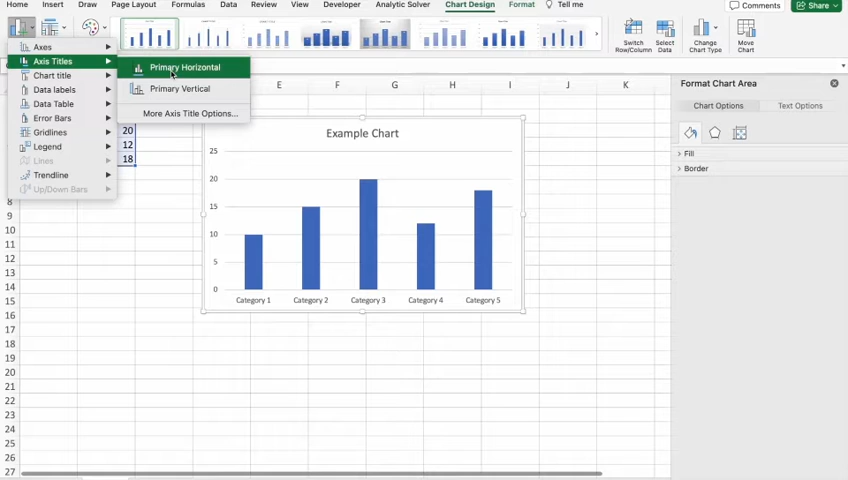 Home Insert Draw Page Layout Formulas Data Review View Developer Analytic Solver Chart Design Format Tell me
Comments Share
Switch Row/Column
Select Data
Change Chart Type
Move Chart
Axes
Axis Titles
Chart title
Data labels
Data Table
Error Bars
Gridlines
Legend
Lines
Trendline
Up/Down Bars
Primary Horizontal
Primary Vertical
More Axis Title Options...
E F G H I J K
20
12
18
8
9
10
11
12
13
14
15
16
17
18
19
20
21
22
23
24
25
26
27
Example Chart
25
20
15
10
5
0
Category 1 Category 2 Category 3 Category 4 Category 5
Format Chart Area
Chart Options Text Options
Fill
Border